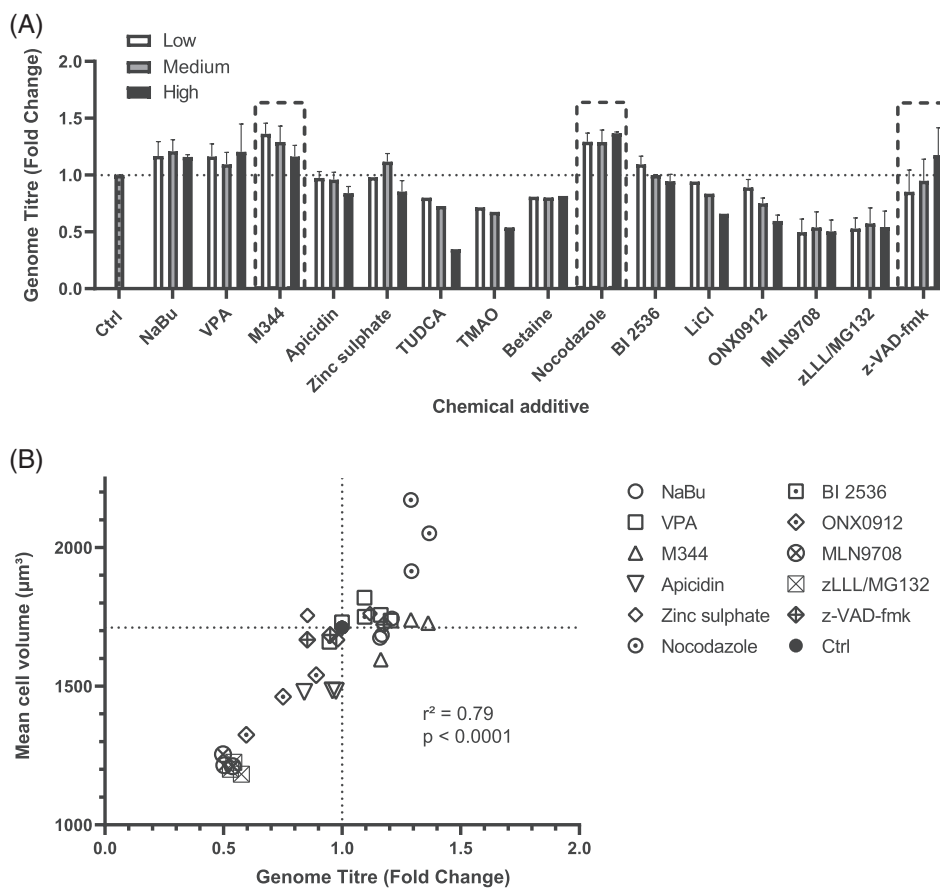 (A)
Low
Medium
High
Genome Titre (Fold Change)
2.0
1.5
1.0
0.5
0.0
Ctrl
NaBu
VPA
M344
Apicidin
Zinc sulphate
TUDCA
TMAO
Betaine
Nocodazole
BI 2536
LiCl
ONX0912
MLN9708
zLLL/MG132
z-VAD-fmk
Chemical additive
(B)
Mean cell volume (μm³)
2000
1500
1000
0.0 0.5 1.0 1.5 2.0
Genome Titre (Fold Change)
r² = 0.79
p < 0.0001
NaBu
VPA
M344
Apicidin
Zinc sulphate
Nocodazole
BI 2536
ONX0912
MLN9708
zLLL/MG132
z-VAD-fmk
Ctrl